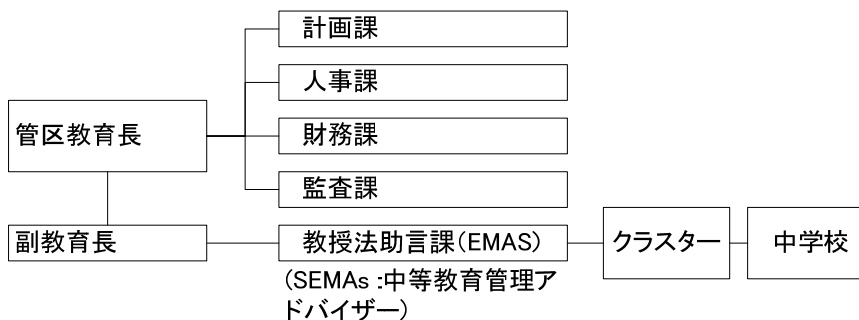 計画課
人事課
管区教育長
財務課
監査課
副教育長
教授法助言課(EMAS)
クラスター
中学校
(SEMAs :中等教育管理ア
ドバイザー)